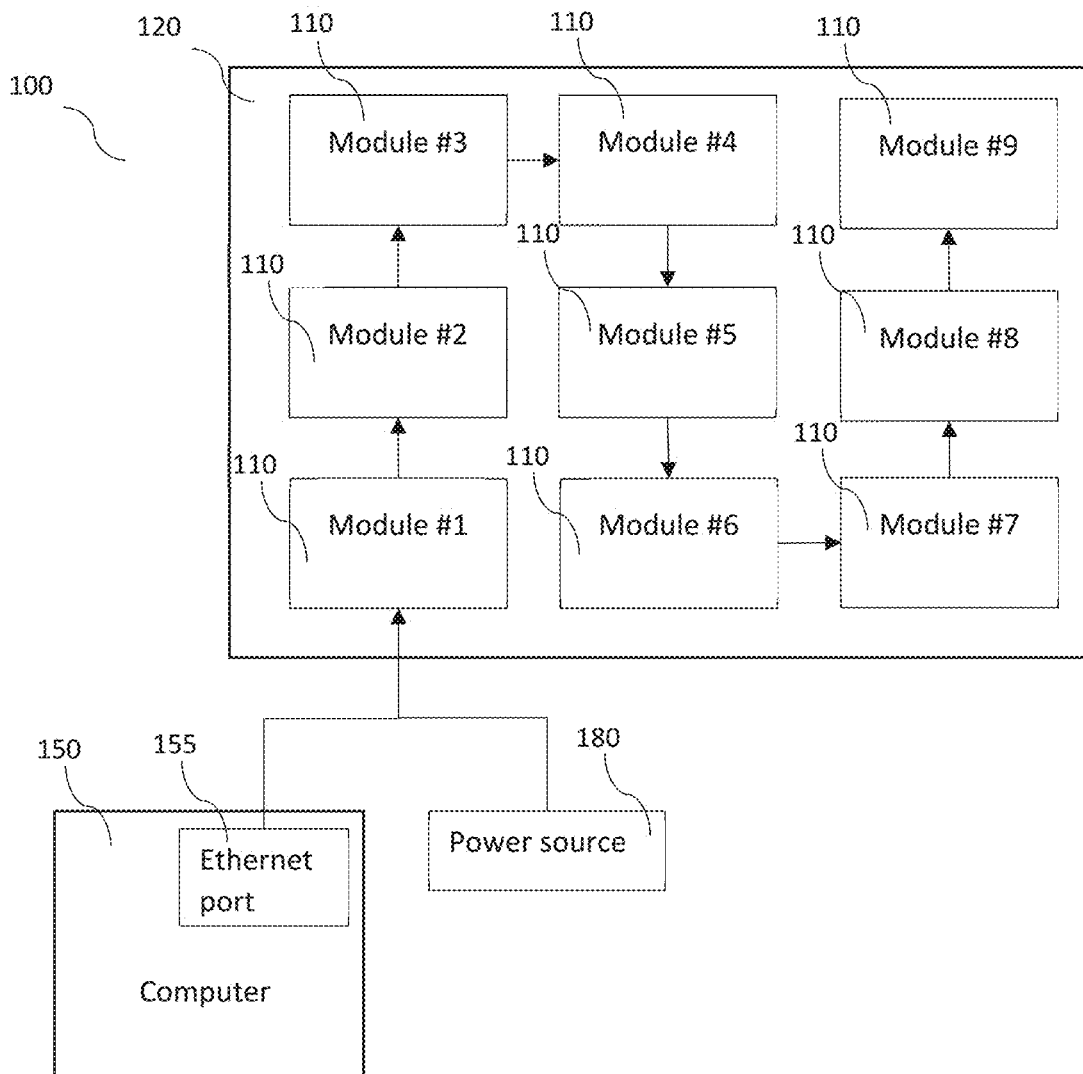 110
110
110
120
100
Module #3
Module #4
Module #9
110
110
110
Module #2
Module #5
Module #8
110
110
110
Module #1
Module #6
Module #7
150
155
180
Ethernet
port
Power source
Computer